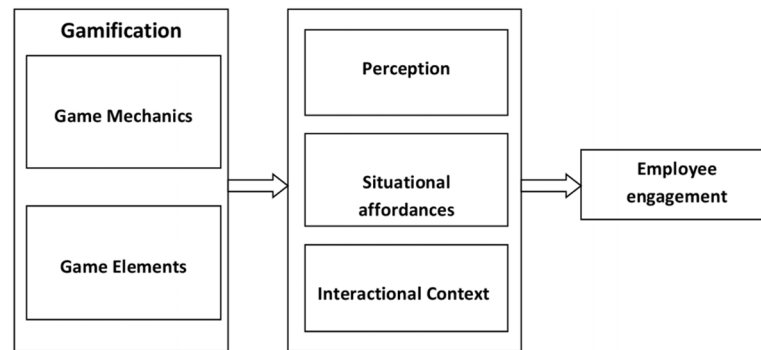 Gamification
Game Mechanics
Game Elements
Perception
Situational
affordances
Interactional Context
Employee
engagement